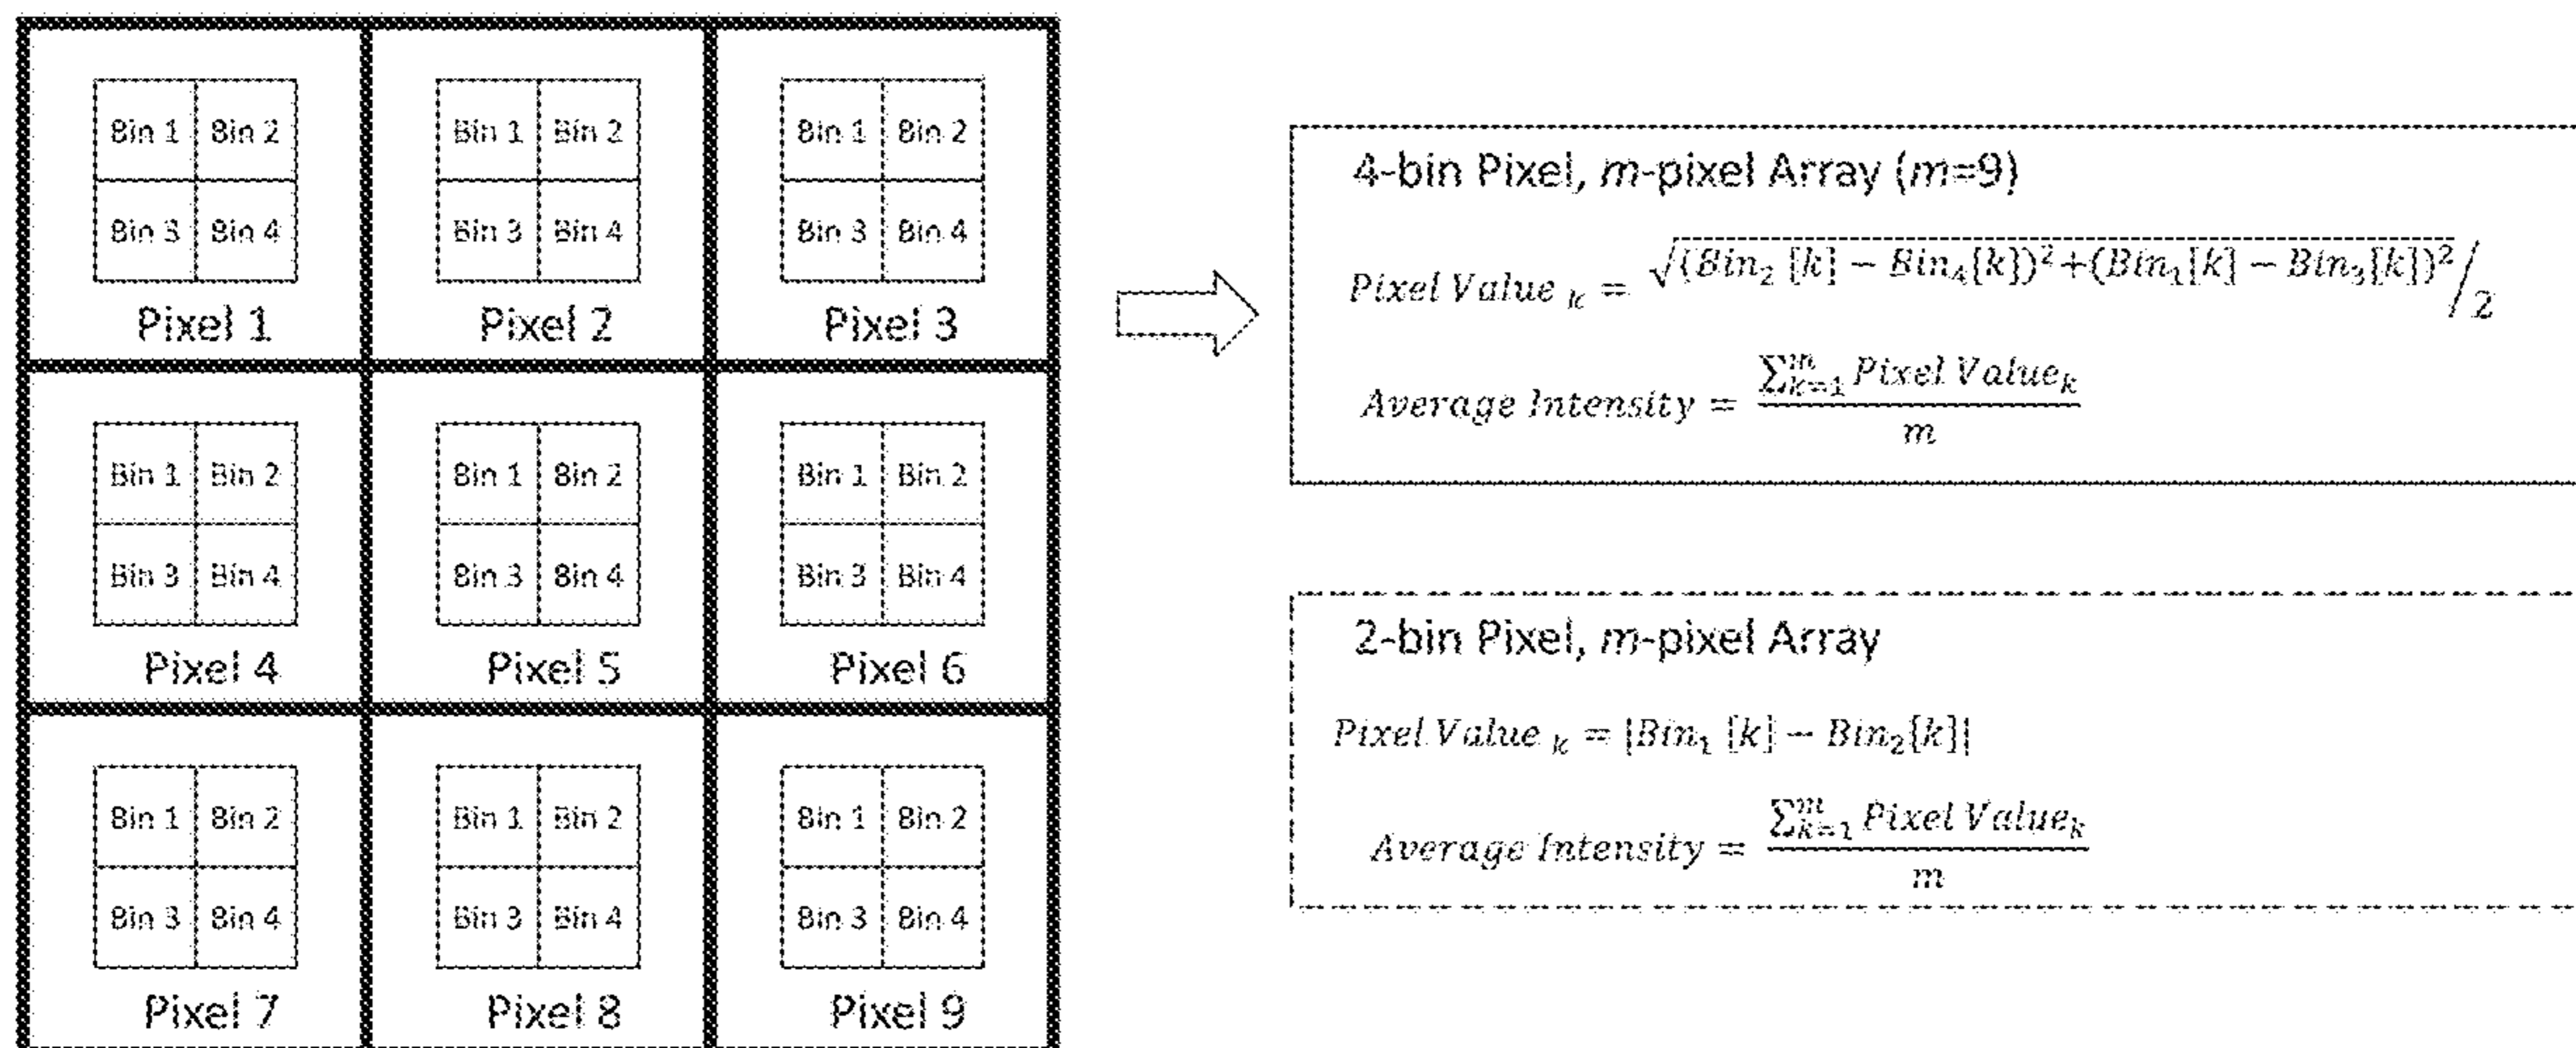 Bin 1 Bin 2 Bin 1 Bin 2 Bin 1 Bin 2
Bin 3 Bin 4 Bin 3 Bin 4 Bin 3 Bin 4
Pixel 1 Pixel 2 Pixel 3
Bin 1 Bin 2 Bin 1 Bin 2 Bin 1 Bin 2
Bin 3 Bin 4 Bin 3 Bin 4 Bin 3 Bin 4
Pixel 4 Pixel 5 Pixel 6
Bin 1 Bin 2 Bin 1 Bin 2 Bin 1 Bin 2
Bin 3 Bin 4 Bin 3 Bin 4 Bin 3 Bin 4
Pixel 7 Pixel 8 Pixel 9
4-bin Pixel, m-pixel Array (m=9)
Pixel Value k = √(Bin₂ [k] − Bin₄[k])²+(Bin₁[k] − Bin₃[k])² / 2
Average Intensity = ∑ᵐₖ₌₁ Pixel Valueₖ / m
2-bin Pixel, m-pixel Array
Pixel Value k = |Bin₁ [k] − Bin₂[k]|
Average Intensity = ∑ᵐₖ₌₁ Pixel Valueₖ / m